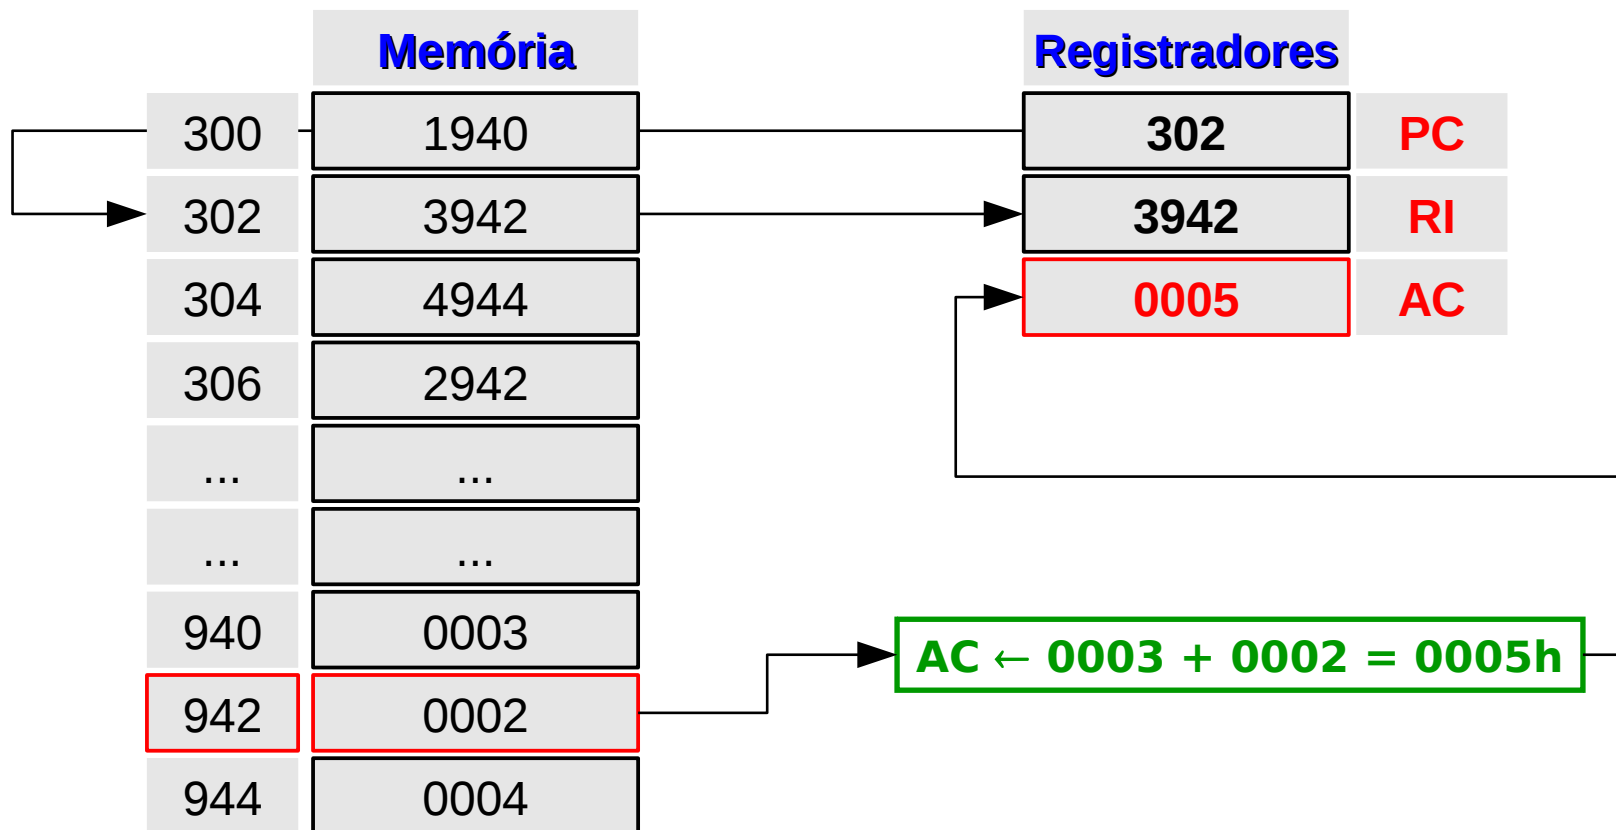 Memória Registradores
300 1940 302 PC
302 3942 3942 RI
304 4944 0005 AC
306 2942
... ...
... ...
940 0003
AC ← 0003 + 0002 = 0005h
942 0002
944 0004